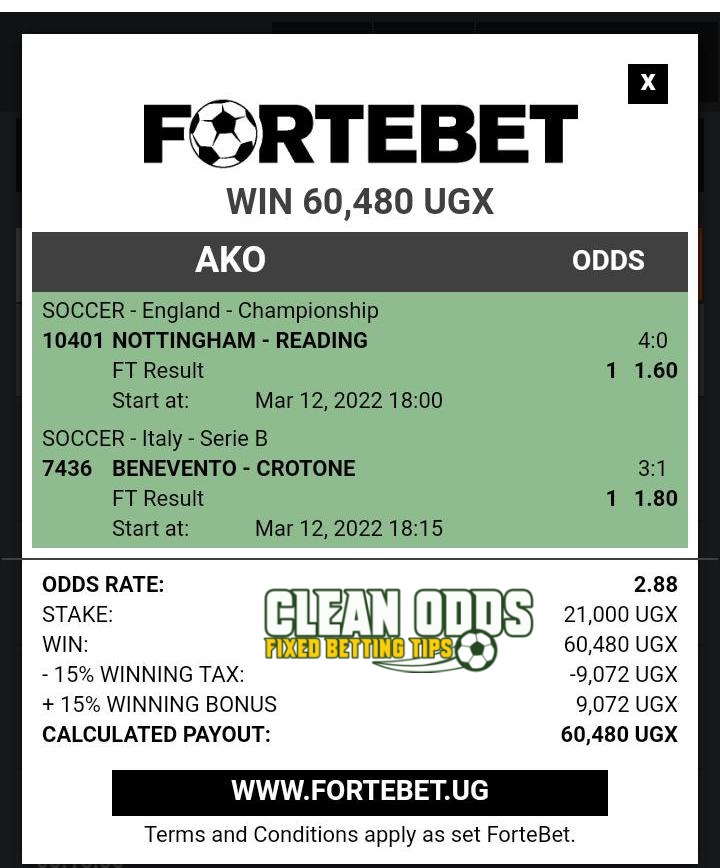 X
FORTEBET
WIN 60,480 UGX
AKO ODDS
SOCCER - England - Championship
10401 NOTTINGHAM - READING 4:0
FT Result 1 1.60
Start at: Mar 12, 2022 18:00
SOCCER - Italy - Serie B
7436 BENEVENTO - CROTONE 3:1
FT Result 1 1.80
Start at: Mar 12, 2022 18:15
ODDS RATE: 2.88
STAKE: 21,000 UGX
WIN: 60,480 UGX
- 15% WINNING TAX: -9,072 UGX
+ 15% WINNING BONUS 9,072 UGX
CALCULATED PAYOUT: 60,480 UGX
CLEAN ODDS
FIXED BETTING TIPS
WWW.FORTEBET.UG
Terms and Conditions apply as set ForteBet.